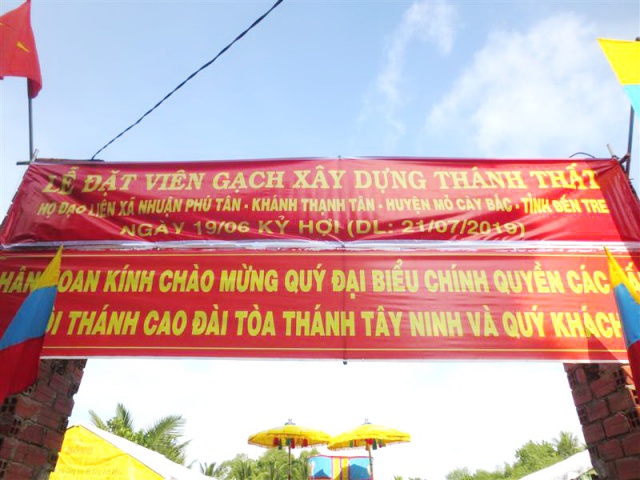 LỄ ĐẶT VIÊN GẠCH XÂY DỰNG THÁNH THẤT
HỌ ĐẠO LIÊN XÃ NHUẬN PHÚ TÂN - KHÁNH THẠNH TÂN - HUYỆN MỎ CÀY BẮC - TỈNH BẾN TRE
NGÀY 19/06 KỶ HỢI (DL: 21/07/2019)
HÂN HOAN KÍNH CHÀO MỪNG QUÝ ĐẠI BIỂU CHÍNH QUYỀN CÁC
THÁNH CAO ĐÀI TÒA THÁNH TÂY NINH VÀ QUÝ KHÁCH